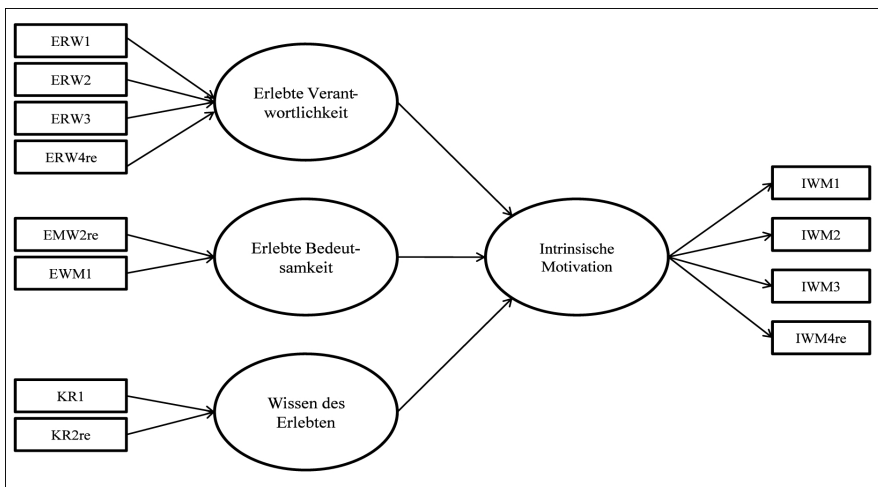 ERW1
ERW2
ERW3
ERW4re
Erlebte Verant-
wortlichkeit
EMW2re
EWM1
Erlebte Bedeut-
samkeit
KR1
KR2re
Wissen des
Erlebten
Intrinsische
Motivation
IWM1
IWM2
IWM3
IWM4re